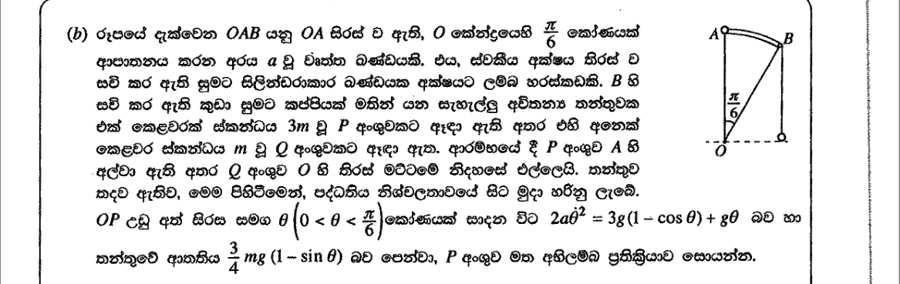 (b) රූපයේ දැක්වෙන OAB යනු OA සිරස් ව ඇති, O කේන්ද්‍රයෙහි π/6 කෝණයක්
ආපාතනය කරන අරය a වූ වෘත්ත ඛණ්ඩයකි. එය, ස්වකීය අක්ෂය තිරස් ව
සවි කර ඇති සුමට සිලින්ඩරාකාර ඛණ්ඩයක අක්ෂයට ලම්බ හරස්කඩකි. B හි
සවි කර ඇති කුඩා සුමට කප්පියක් මතින් යන සැහැල්ලු අවිතන්‍ය තන්තුවක
එක් කෙළවරක් ස්කන්ධය 3m වූ P අංශුවකට ඈඳා ඇති අතර එහි අනෙක්
කෙළවර ස්කන්ධය m වූ Q අංශුවකට ඈඳා ඇත. ආරම්භයේ දී P අංශුව A හි
අල්වා ඇති අතර Q අංශුව O හි තිරස් මට්ටමේ නිදහසේ එල්ලෙයි. තන්තුව
තදව ඇතිව, මෙම පිහිටීමෙන්, පද්ධතිය නිශ්චලතාවයේ සිට මුදා හරිනු ලැබේ.
OP උඩු අත් සිරස සමග θ (0 < θ < π/6) කෝණයක් සාදන විට 2aθ̇² = 3g(1 – cos θ) + gθ බව හා
තන්තුවේ ආතතිය 3/4 mg (1 – sin θ) බව පෙන්වා, P අංශුව මත අභිලම්බ ප්‍රතික්‍රියාව සොයන්න.
A
B
π/6
O